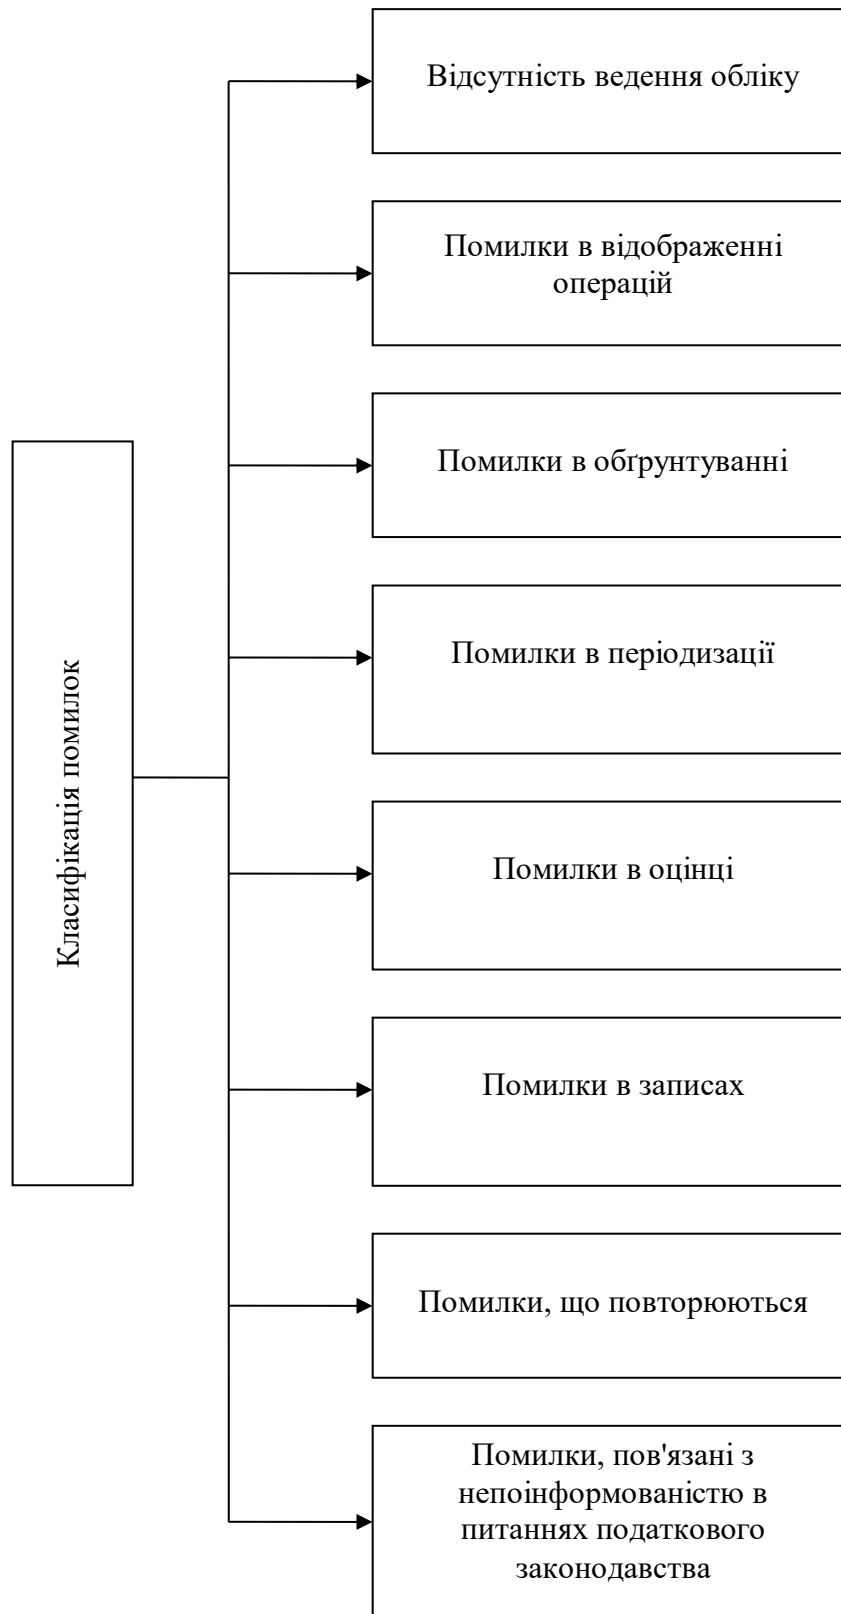 Класифікація помилок
Відсутність ведення обліку
Помилки в відображенні
операцій
Помилки в обґрунтуванні
Помилки в періодизації
Помилки в оцінці
Помилки в записах
Помилки, що повторюються
Помилки, пов'язані з
непоінформованістю в
питаннях податкового
законодавства